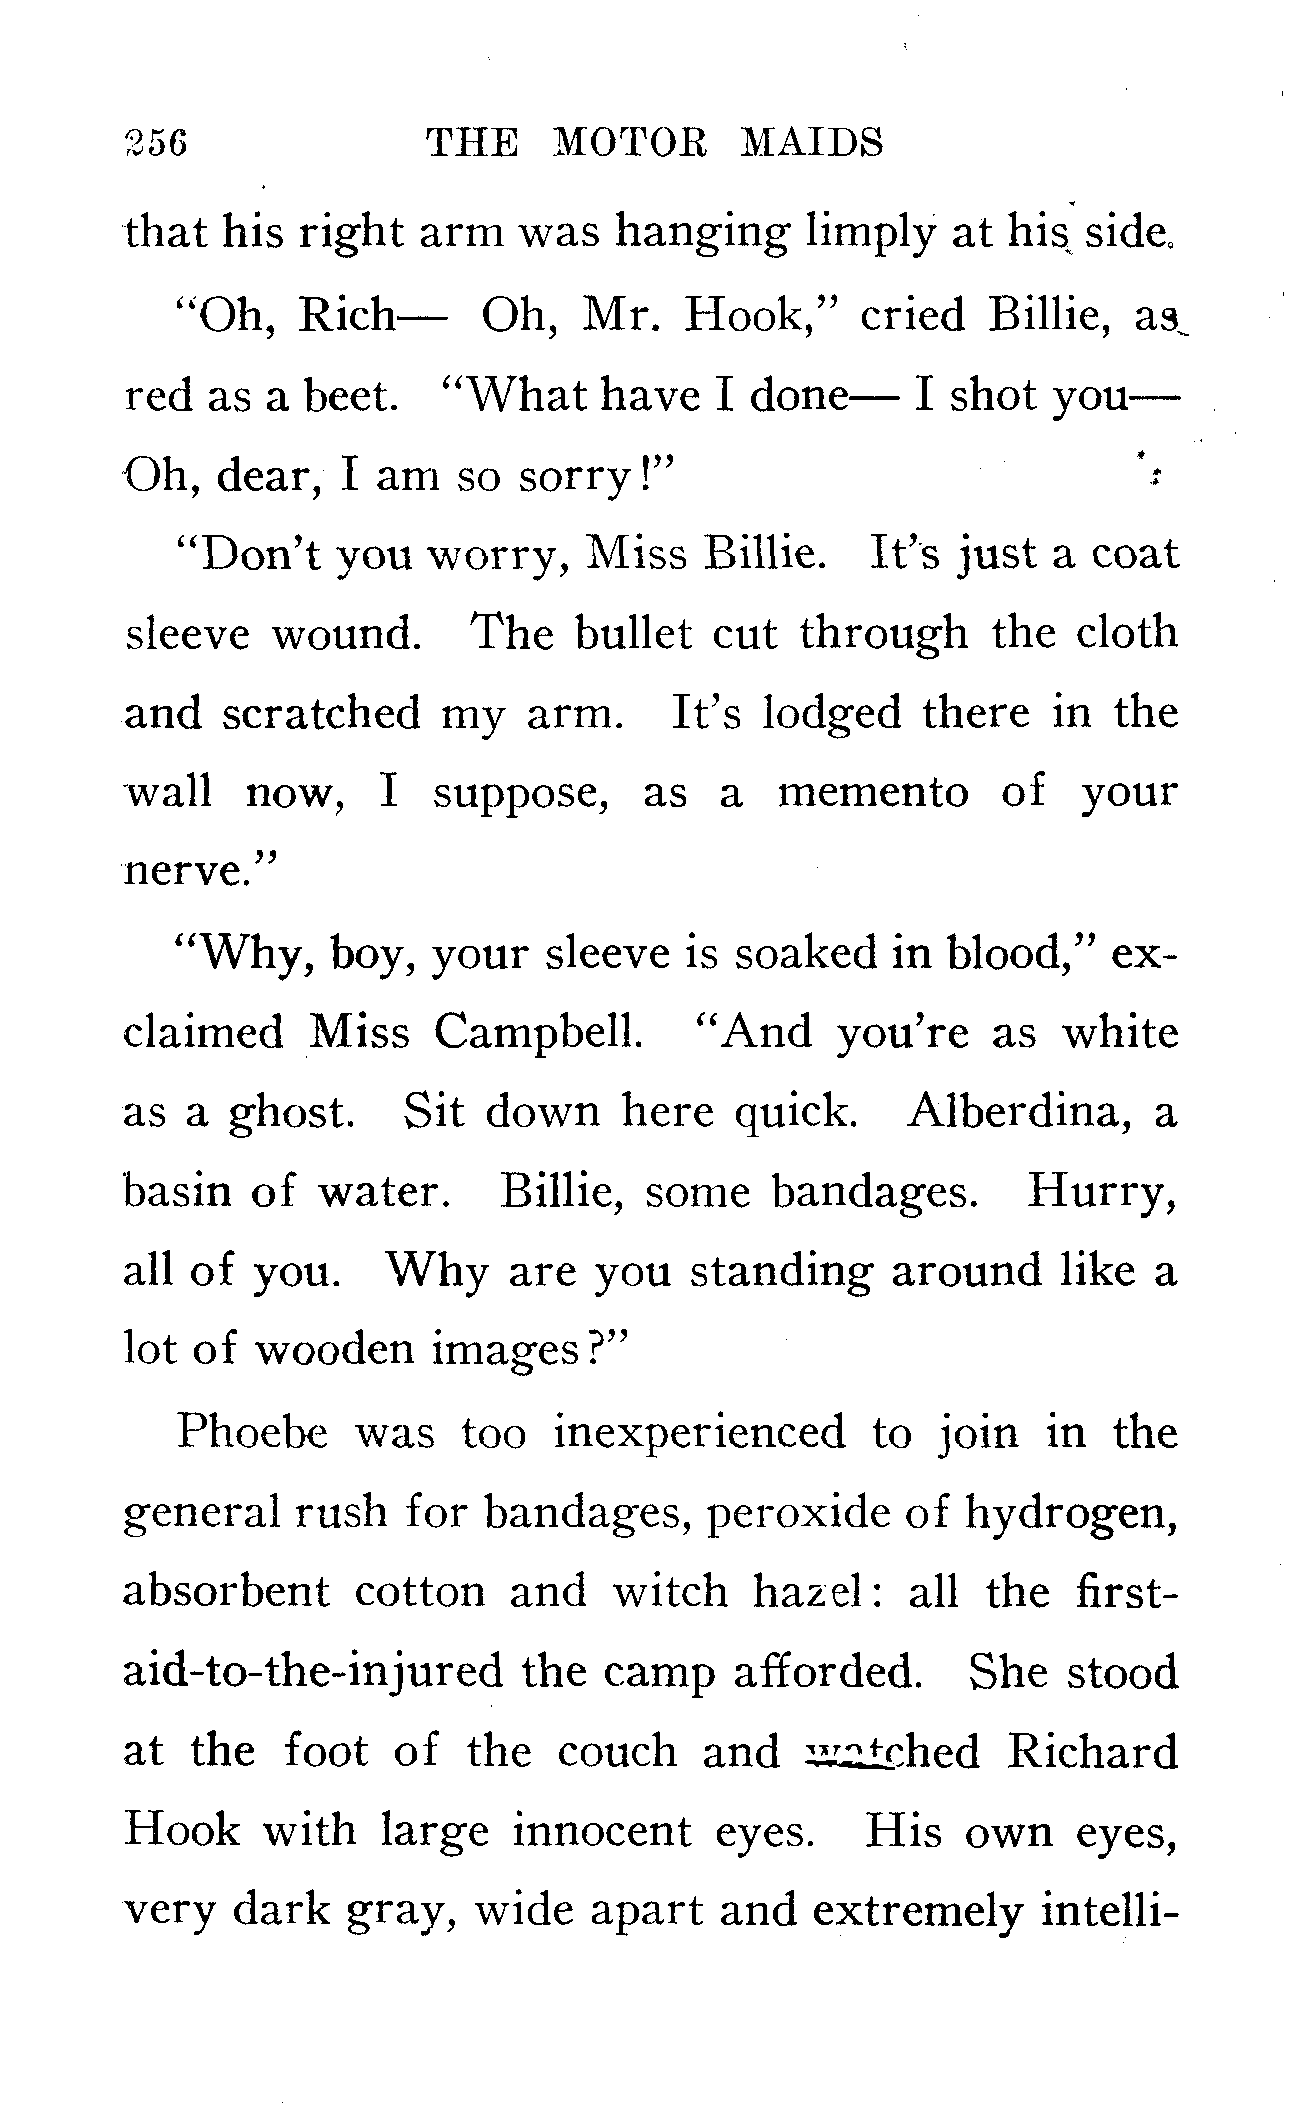 256 THE MOTOR MAIDS
that his right arm was hanging limply at his side.
"Oh, Rich— Oh, Mr. Hook," cried Billie, as
red as a beet. "What have I done— I shot you—
Oh, dear, I am so sorry!"
"Don't you worry, Miss Billie. It's just a coat
sleeve wound. The bullet cut through the cloth
and scratched my arm. It's lodged there in the
wall now, I suppose, as a memento of your
nerve."
"Why, boy, your sleeve is soaked in blood," ex-
claimed Miss Campbell. "And you're as white
as a ghost. Sit down here quick. Alberdina, a
basin of water. Billie, some bandages. Hurry,
all of you. Why are you standing around like a
lot of wooden images?"
Phoebe was too inexperienced to join in the
general rush for bandages, peroxide of hydrogen,
absorbent cotton and witch hazel: all the first-
aid-to-the-injured the camp afforded. She stood
at the foot of the couch and watched Richard
Hook with large innocent eyes. His own eyes,
very dark gray, wide apart and extremely intelli-